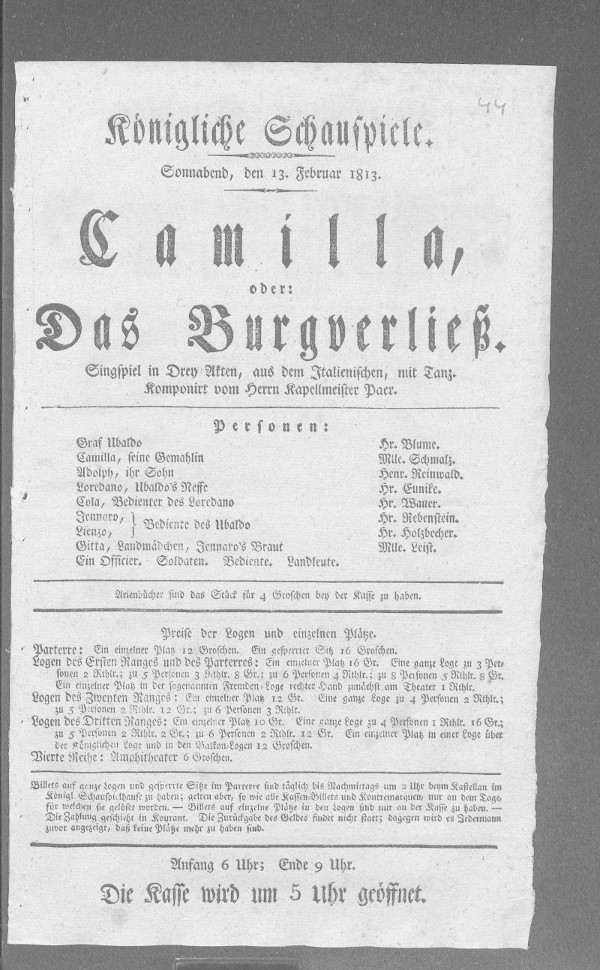 44
Königliche Schauspiele.
Sonnabend, den 13. Februar 1813.
Camilla,
oder:
Das Burgverließ.
Singspiel in Drey Akten, aus dem Italienischen, mit Tanz.
Komponirt vom Herrn Kapellmeister Paer.
Personen:
Graf Ubaldo Hr. Blume.
Camilla, seine Gemahlin Mlle. Schmalz.
Adolph, ihr Sohn Henr. Reinwald.
Loredano, Ubaldo's Neffe Hr. Eunike.
Cola, Bedienter des Loredano Hr. Wauer.
Jennaro, } Bediente des Ubaldo Hr. Rebenstein.
Lienzo, Hr. Holzbecher.
Gitta, Landmädchen, Jennaro's Braut Mlle. Leist.
Ein Officier. Soldaten. Bediente. Landleute.
Arienbücher sind das Stück für 4 Groschen bey der Kasse zu haben.
Preise der Logen und einzelnen Plätze.
Parterre: Ein einzelner Platz 12 Groschen. Ein gesperrter Sitz 16 Groschen.
Logen des Ersten Ranges und des Parterres: Ein einzelner Platz 16 Gr. Eine ganze Loge zu 3 Per-
sonen 2 Rthlr.; zu 5 Personen 3 Rthlr. 8 Gr.; zu 6 Personen 4 Rthlr.; zu 8 Personen 5 Rthlr. 8 Gr.
Ein einzelner Platz in der sogenannten Fremden-Loge rechter Hand zunächst am Theater 1 Rthlr.
Logen des Zweyten Ranges: Ein einzelner Platz 12 Gr. Eine ganze Loge zu 4 Personen 2 Rthlr.;
zu 5 Personen 2 Rthlr. 12 Gr.; zu 6 Personen 3 Rthlr.
Logen des Dritten Ranges: Ein einzelner Platz 10 Gr. Eine ganze Loge zu 4 Personen 1 Rthlr. 16 Gr.;
zu 5 Personen 2 Rthlr. 2 Gr.; zu 6 Personen 2 Rthlr. 12 Gr. Ein einzelner Platz in einer Loge über
der Königlichen Loge und in den Balkon-Logen 12 Groschen.
Vierte Reihe: Amphitheater 6 Groschen.
Billets auf ganze Logen und gesperrte Sitze im Parterre sind täglich bis Nachmittags um 2 Uhr beym Kastellan im
Königl. Schauspielhause zu haben; gelten aber, so wie alle Kassen-Billets und Kontremarquen, nur an dem Tage,
für welchen sie gelöset worden. — Billets auf einzelne Plätze in den Logen sind nur an der Kasse zu haben. —
Die Zahlung geschieht in Kourant. Die Zurückgabe des Geldes findet nicht statt; dagegen wird es Jedermann
zuvor angezeigt, daß keine Plätze mehr zu haben sind.
Anfang 6 Uhr; Ende 9 Uhr.
Die Kasse wird um 5 Uhr geöffnet.